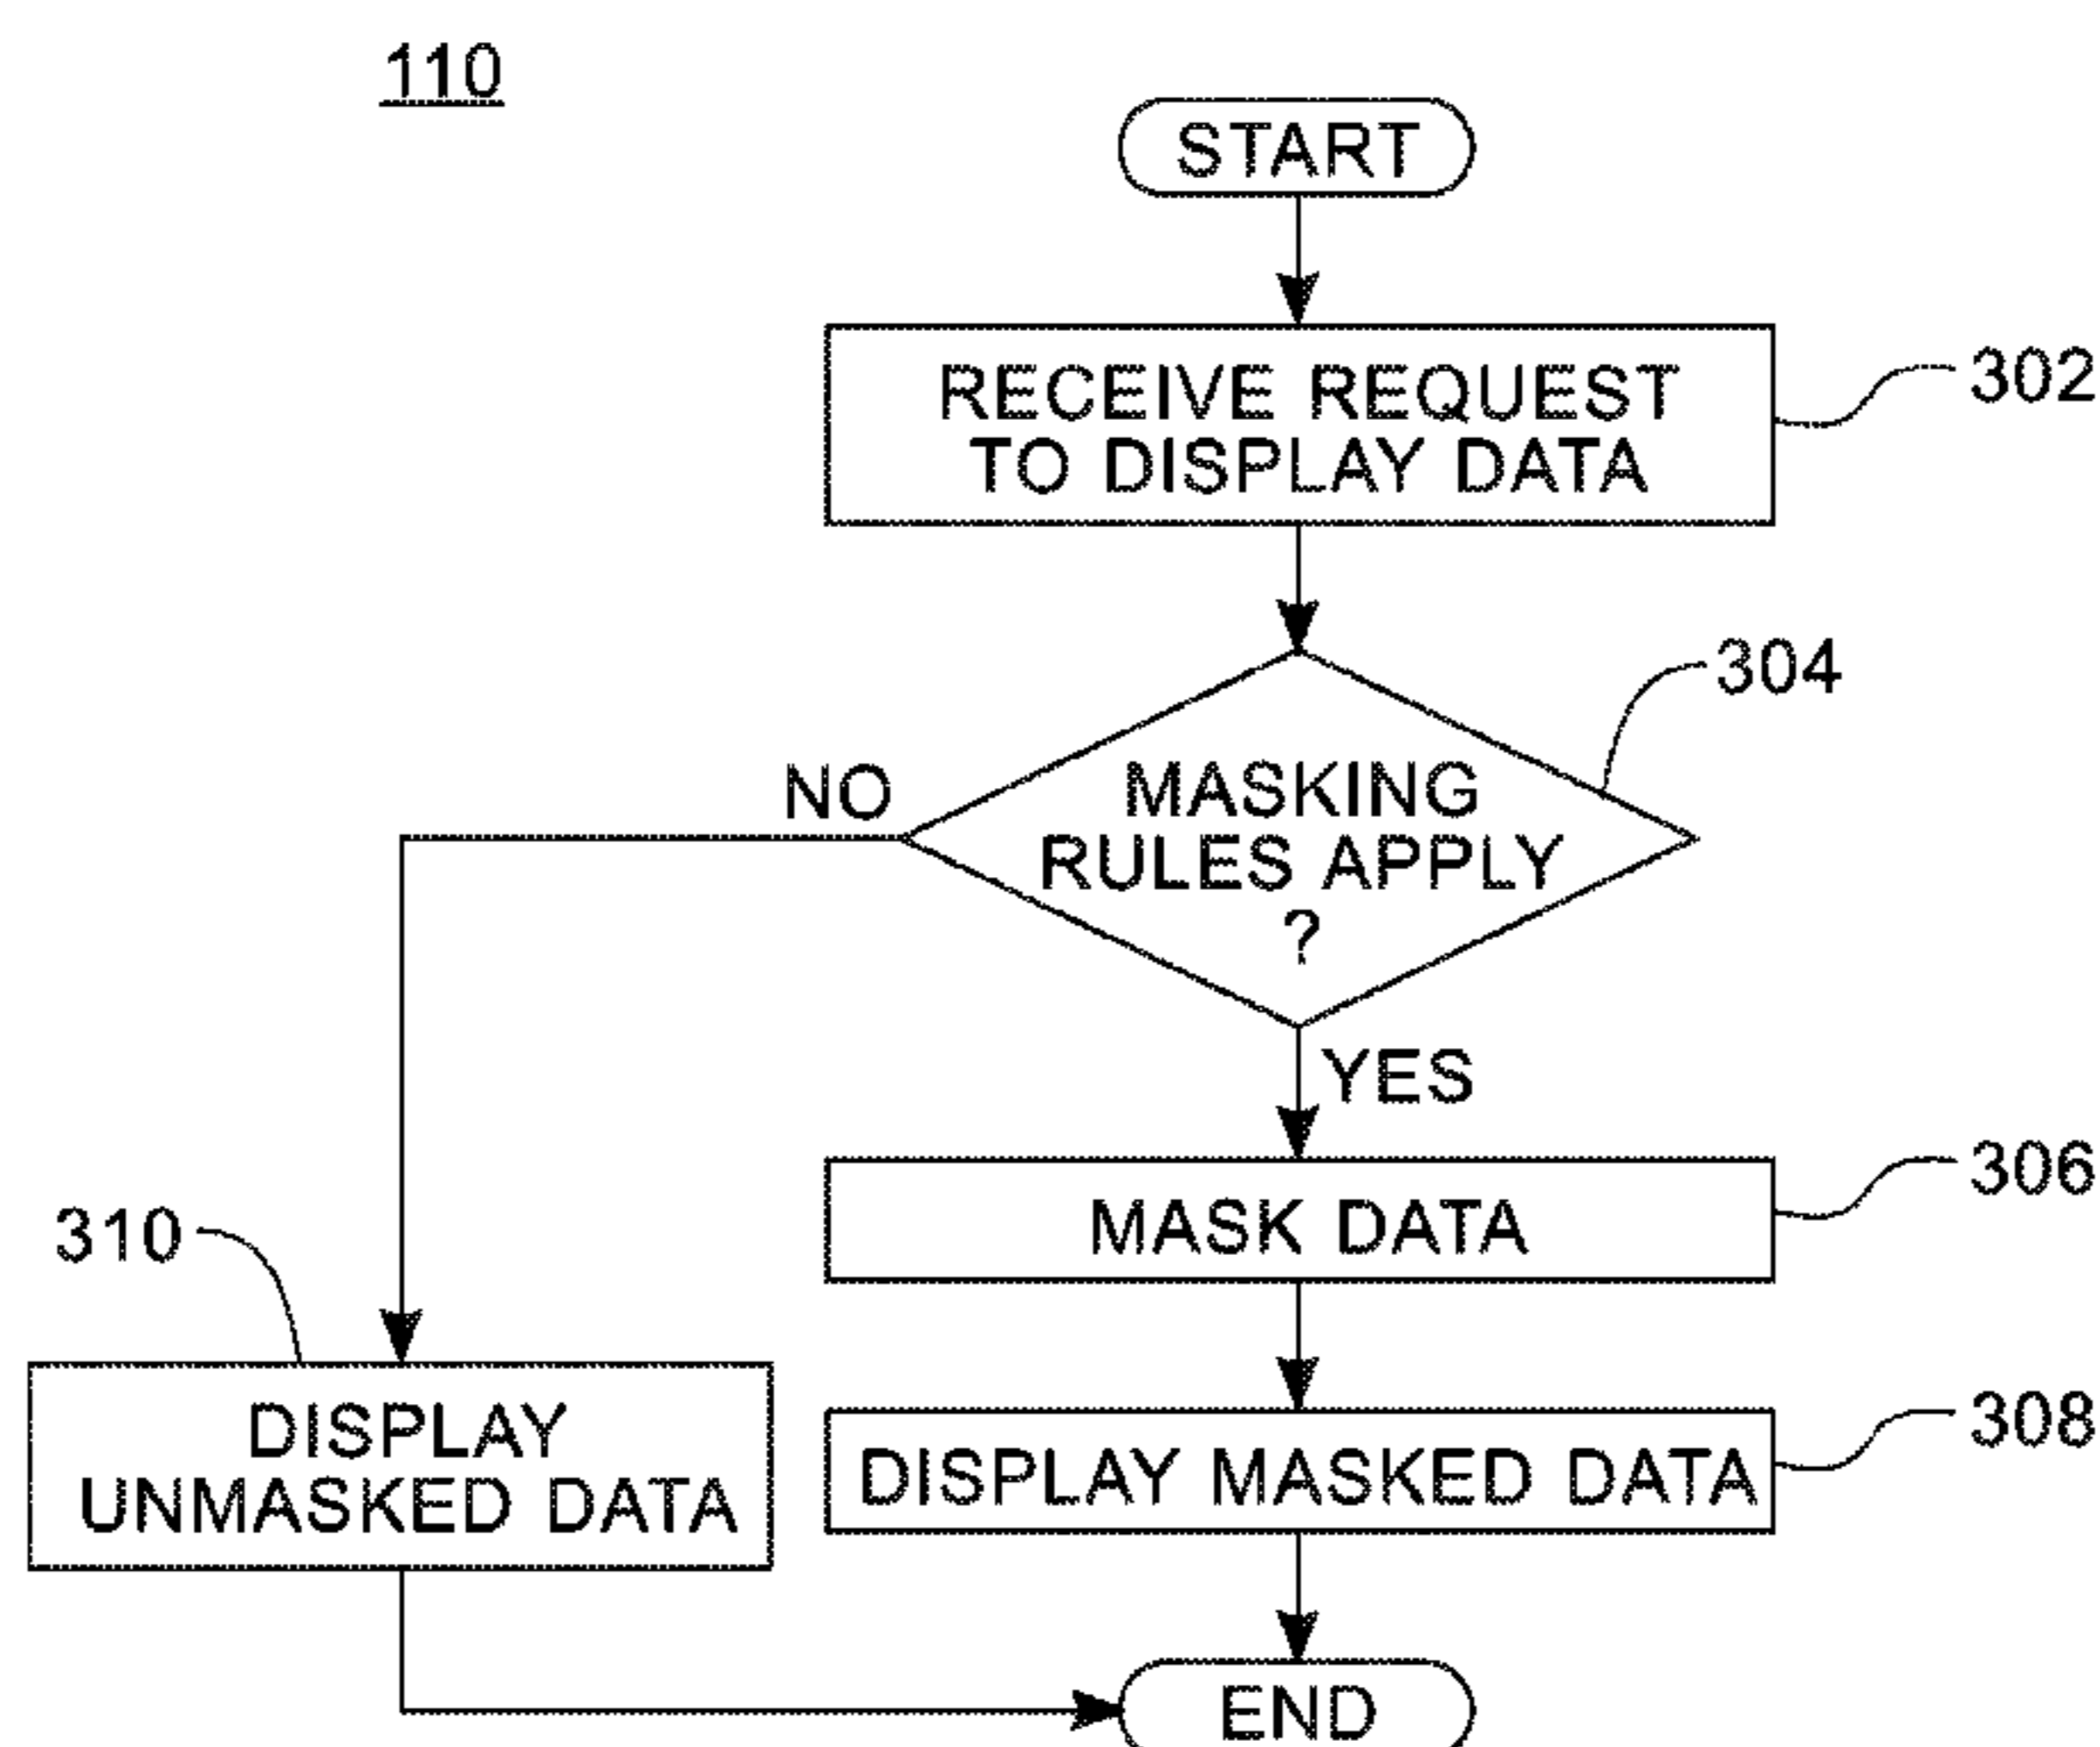 110
START
RECEIVE REQUEST
TO DISPLAY DATA
302
304
MASKING
RULES APPLY
?
NO
YES
306
MASK DATA
310
DISPLAY
UNMASKED DATA
308
DISPLAY MASKED DATA
END